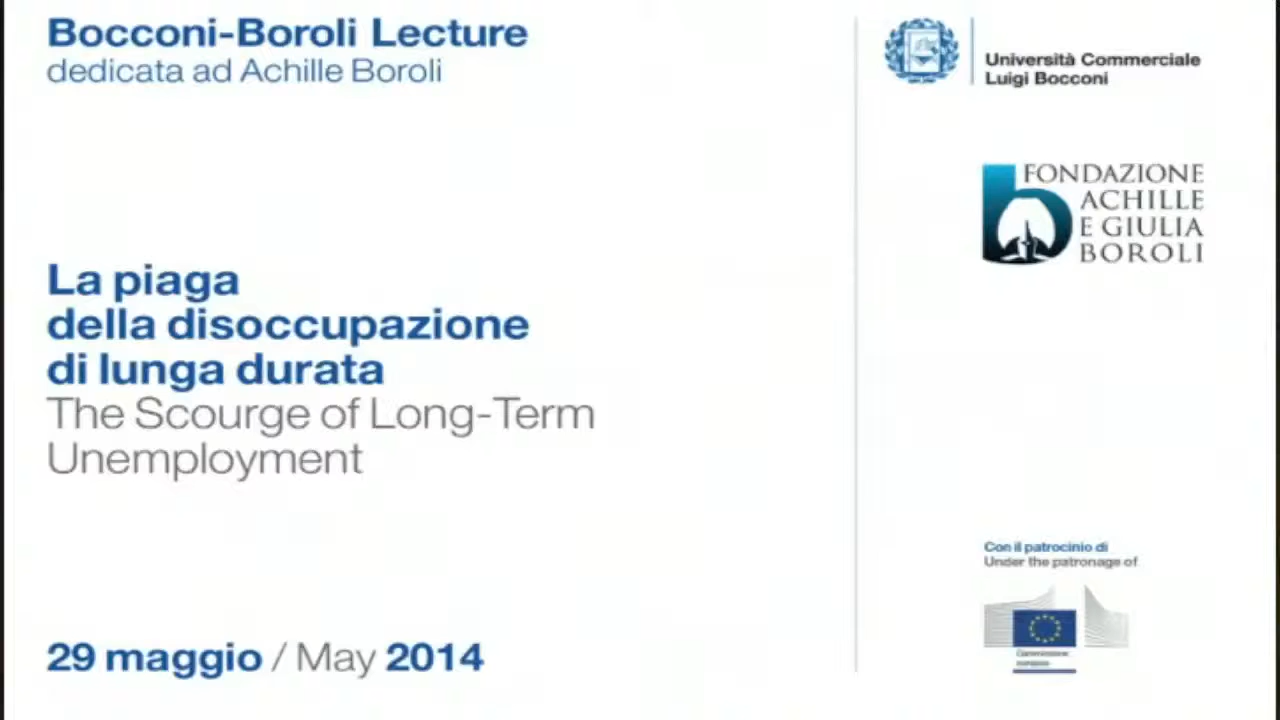 Bocconi-Boroli Lecture
dedicata ad Achille Boroli
La piaga
della disoccupazione
di lunga durata
The Scourge of Long-Term
Unemployment
29 maggio / May 2014
Università Commerciale
Luigi Bocconi
b FONDAZIONE
ACHILLE
E GIULIA
BOROLI
Con il patrocinio di
Under the patronage of
Commissione
europea